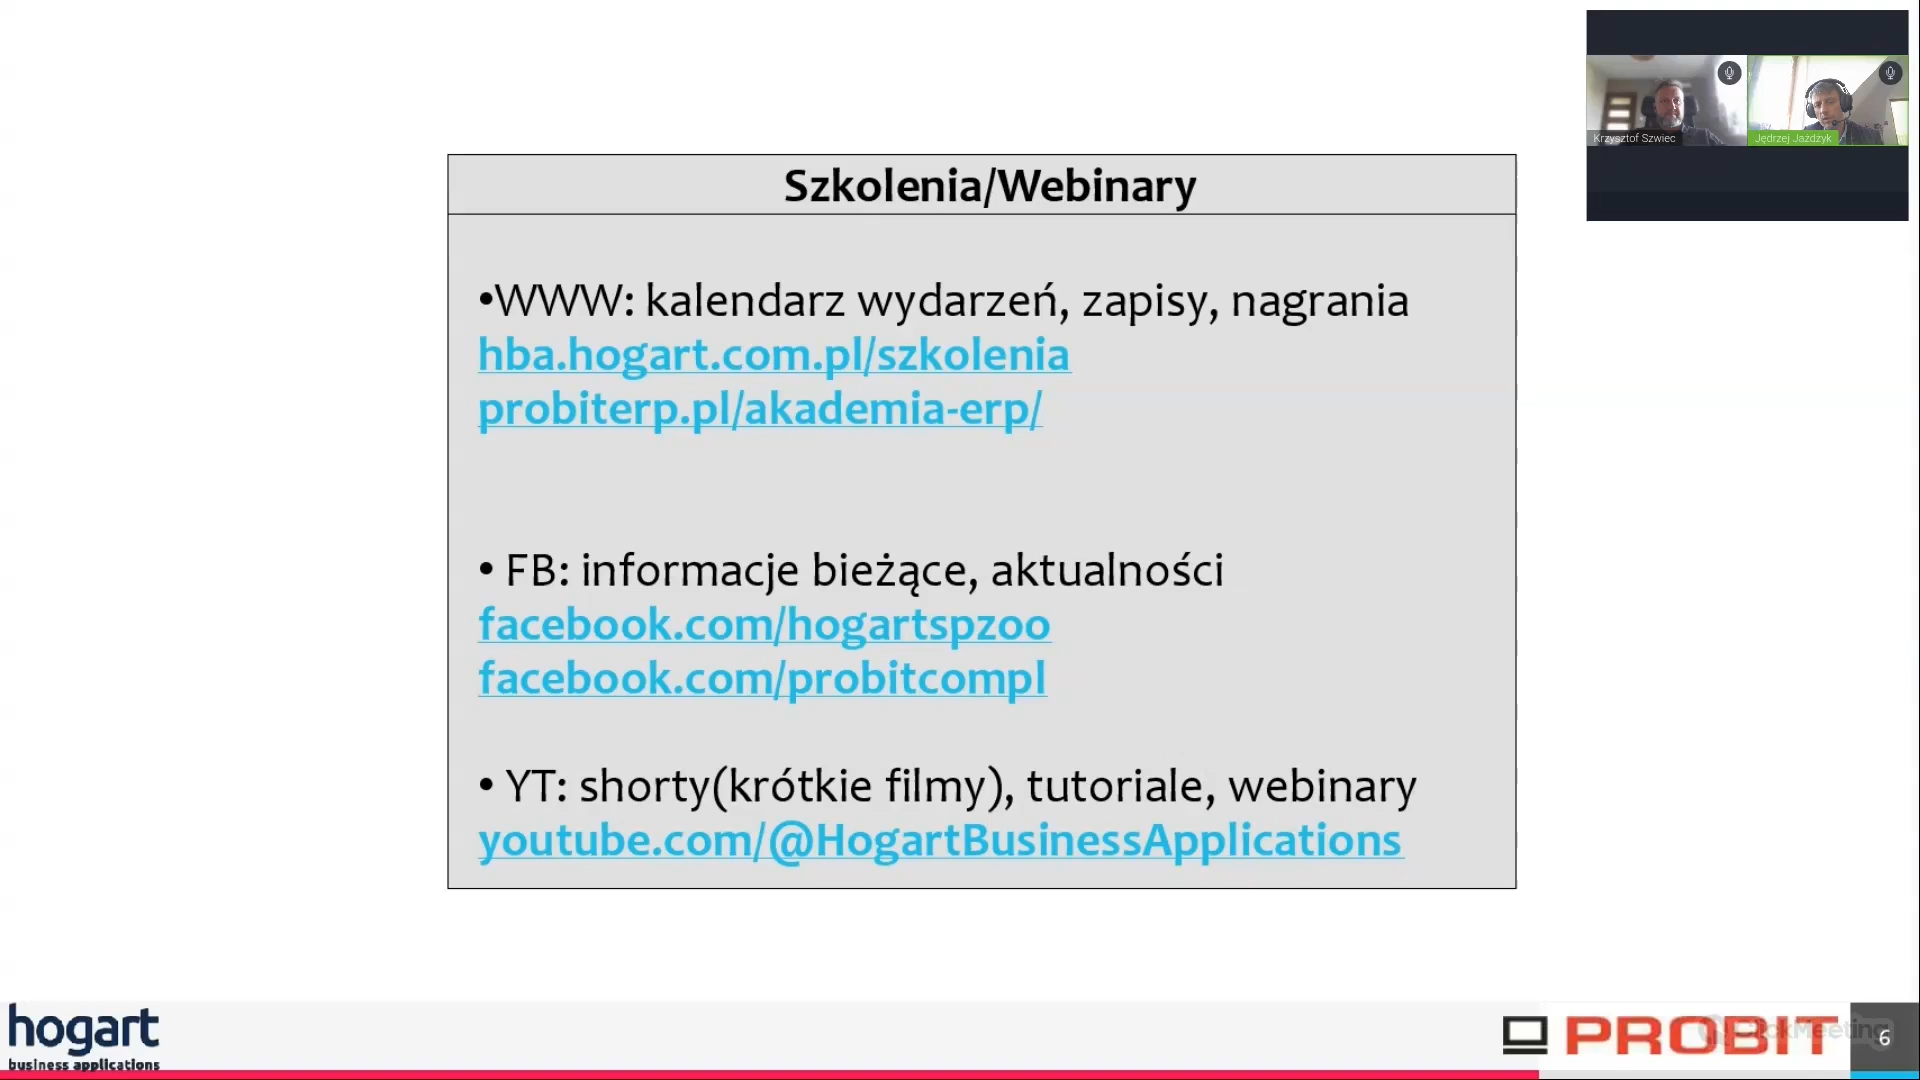 Szkolenia/Webinary
•WWW: kalendarz wydarzeń, zapisy, nagrania
hba.hogart.com.pl/szkolenia
probiterp.pl/akademia-erp/
• FB: informacje bieżące, aktualności
facebook.com/hogartspzoo
facebook.com/probitcompl
• YT: shorty(krótkie filmy), tutoriale, webinary
youtube.com/@HogartBusinessApplications
Krzysztof Szwiec
Jędrzej Jażdżyk
hogart
business applications
PROBIT
ClickMeeting
6